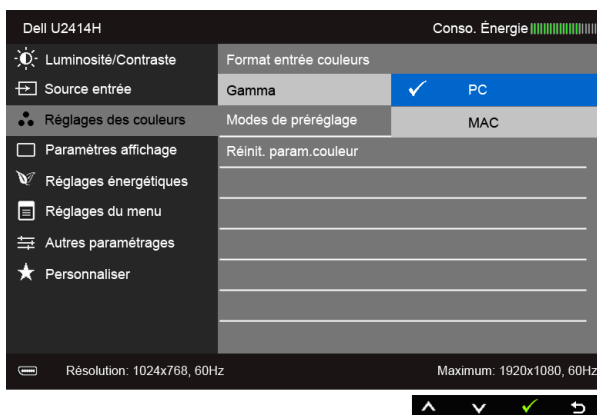 Dell U2414H Conso. Énergie
Luminosité/Contraste Format entrée couleurs
Source entrée Gamma PC
Réglages des couleurs Modes de préréglage MAC
Paramètres affichage Réinit. param.couleur
Réglages énergétiques
Réglages du menu
Autres paramétrages
Personnaliser
Résolution: 1024x768, 60Hz Maximum: 1920x1080, 60Hz